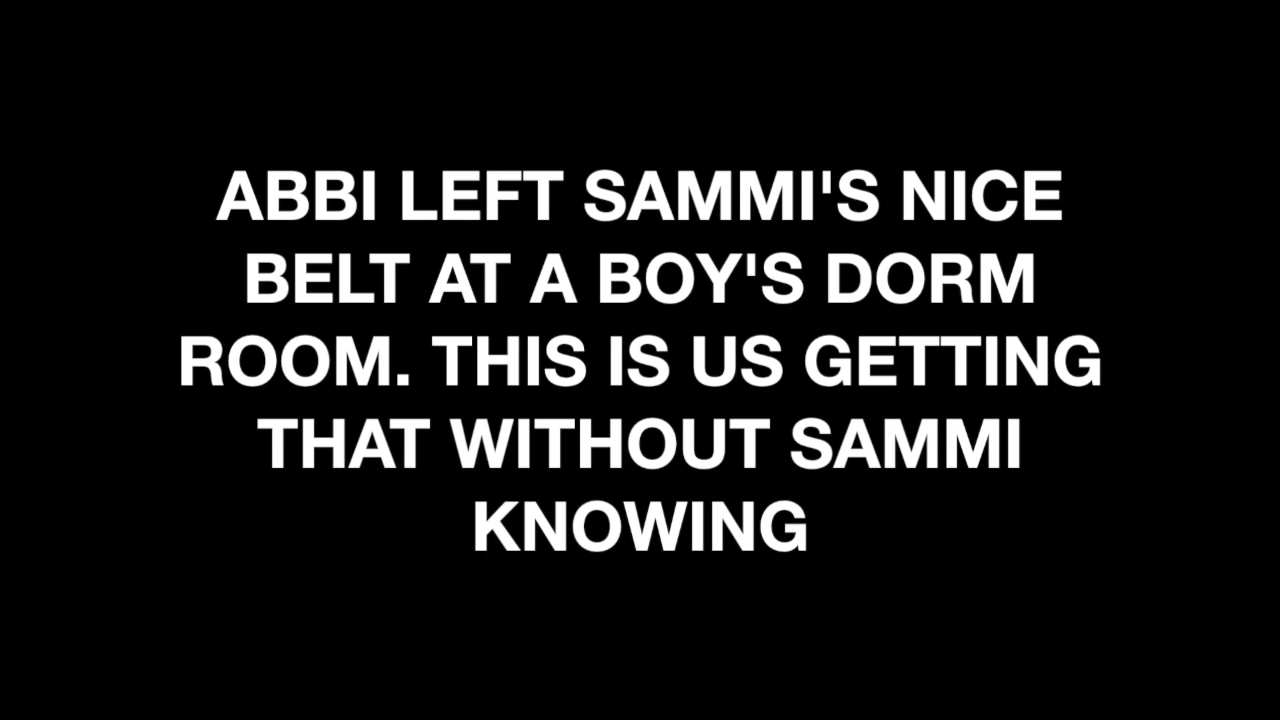 ABBI LEFT SAMMI'S NICE
BELT AT A BOY'S DORM
ROOM. THIS IS US GETTING
THAT WITHOUT SAMMI
KNOWING